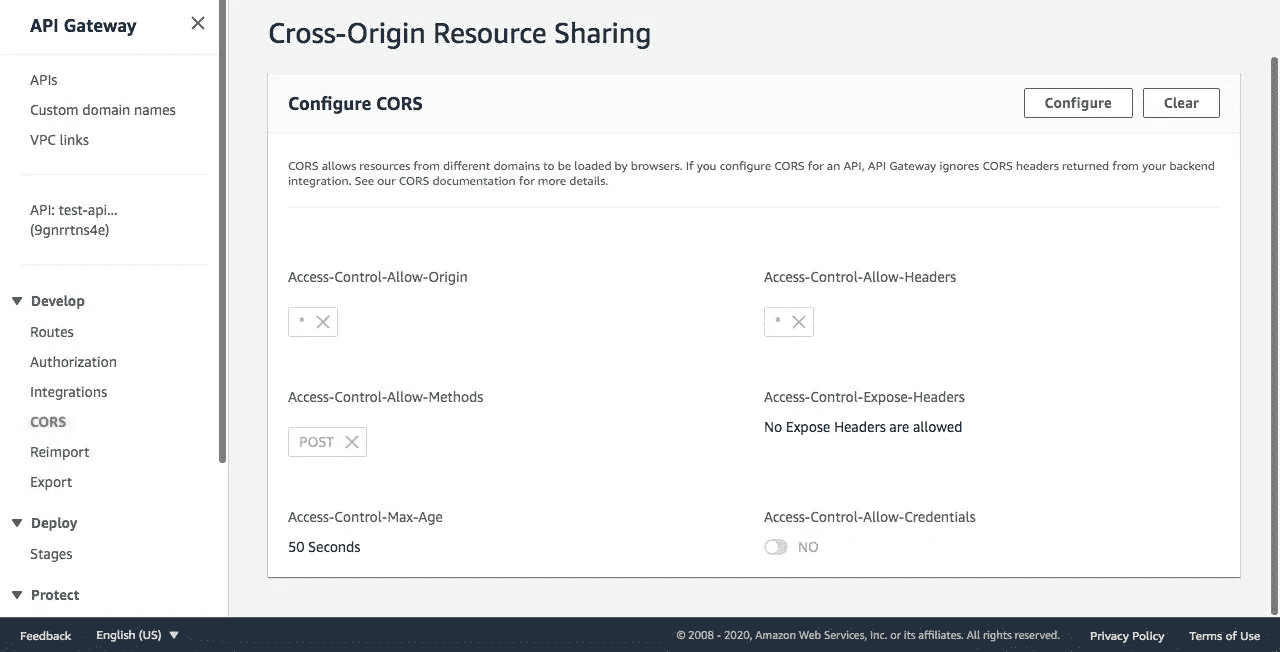 API Gateway
APIs
Custom domain names
VPC links
API: test-api...
(9gnrrtns4e)
Develop
Routes
Authorization
Integrations
CORS
Reimport
Export
Deploy
Stages
Protect
Cross-Origin Resource Sharing
Configure CORS
Configure
Clear
CORS allows resources from different domains to be loaded by browsers. If you configure CORS for an API, API Gateway ignores CORS headers returned from your backend
integration. See our CORS documentation for more details.
Access-Control-Allow-Origin
*
Access-Control-Allow-Headers
*
Access-Control-Allow-Methods
POST
Access-Control-Expose-Headers
No Expose Headers are allowed
Access-Control-Max-Age
50 Seconds
Access-Control-Allow-Credentials
NO
Feedback
English (US)
© 2008 - 2020, Amazon Web Services, Inc. or its affiliates. All rights reserved.
Privacy Policy
Terms of Use